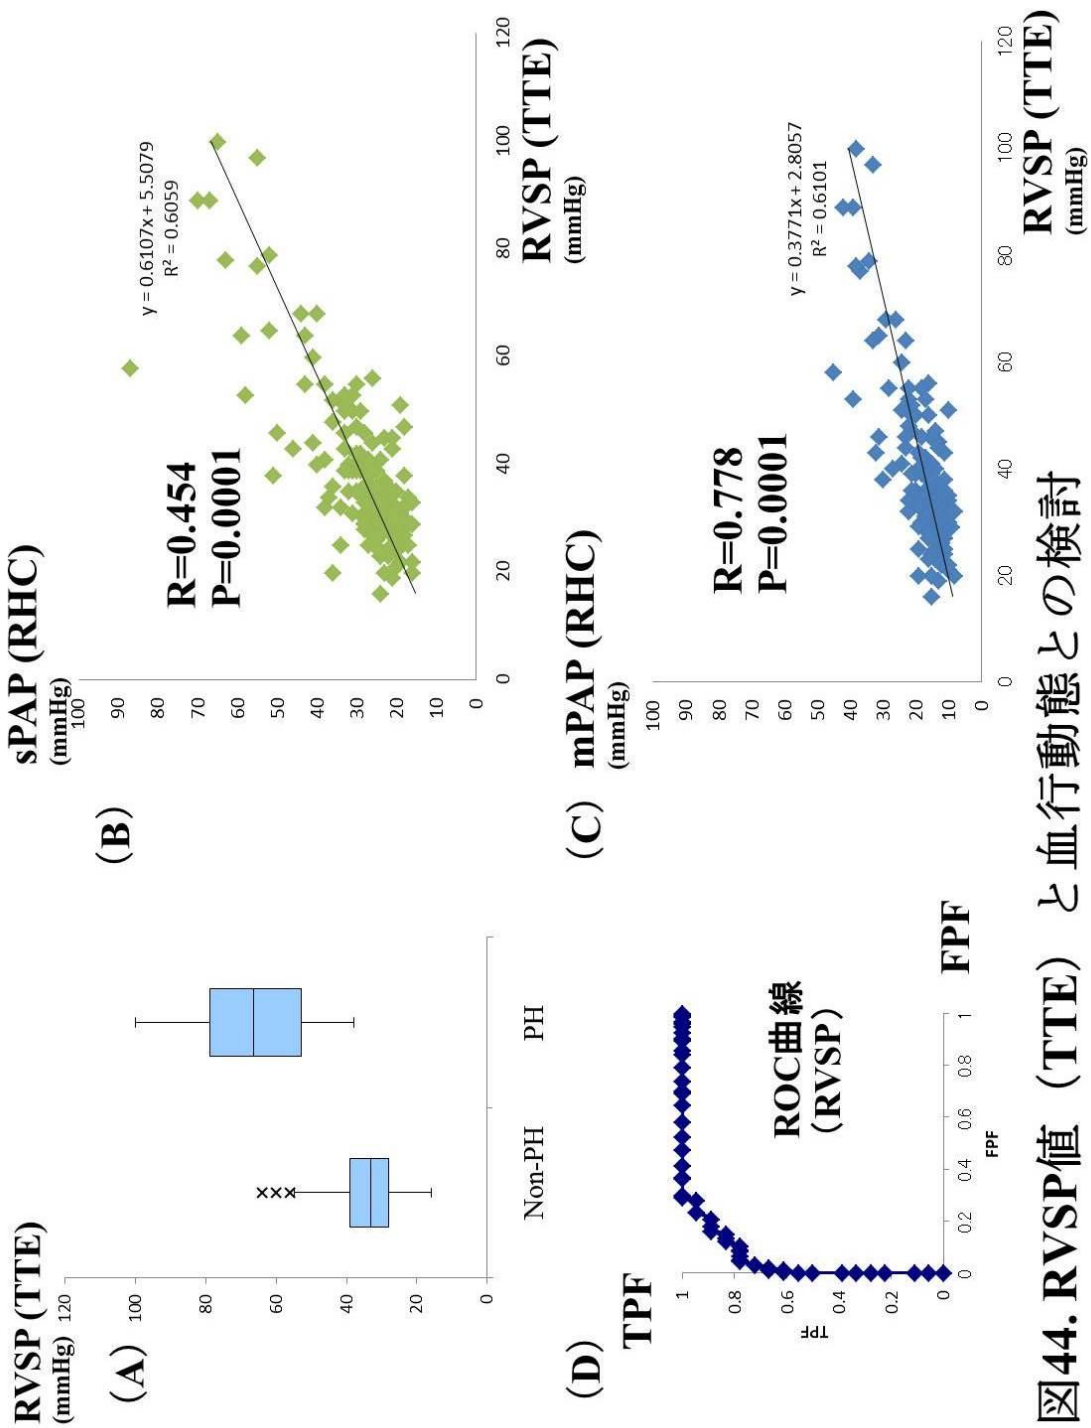 RVSP (TTE)
(mmHg)
(A)
120
100
80
60
40
20
0
Non-PH
PH
(B)
sPAP (RHC)
(mmHg)
100
90
80
70
60
50
40
30
20
10
0
R=0.454
P=0.0001
y = 0.6107x + 5.5079
R² = 0.6059
0
20
40
60
80
100
120
RVSP (TTE)
(mmHg)
(D)
TPF
1
0.8
0.6
0.4
0.2
0
TPF
ROC曲線
(RVSP)
0
0.2
0.4
0.6
0.8
1
FPF
FPF
(C)
mPAP (RHC)
(mmHg)
100
90
80
70
60
50
40
30
20
10
0
R=0.778
P=0.0001
y = 0.3771x + 2.8057
R² = 0.6101
0
20
40
60
80
100
120
RVSP (TTE)
(mmHg)
図44. RVSP値（TTE）と血行動態との検討